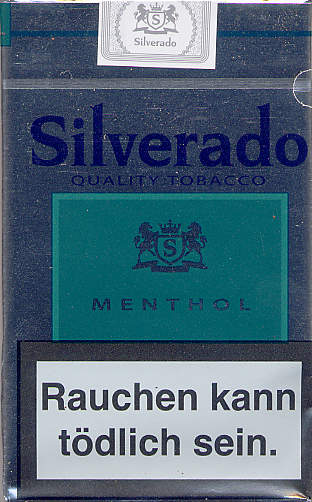 S
Silverado
Silverado
QUALITY TOBACCO
S
MENTHOL
Rauchen kann
tödlich sein.